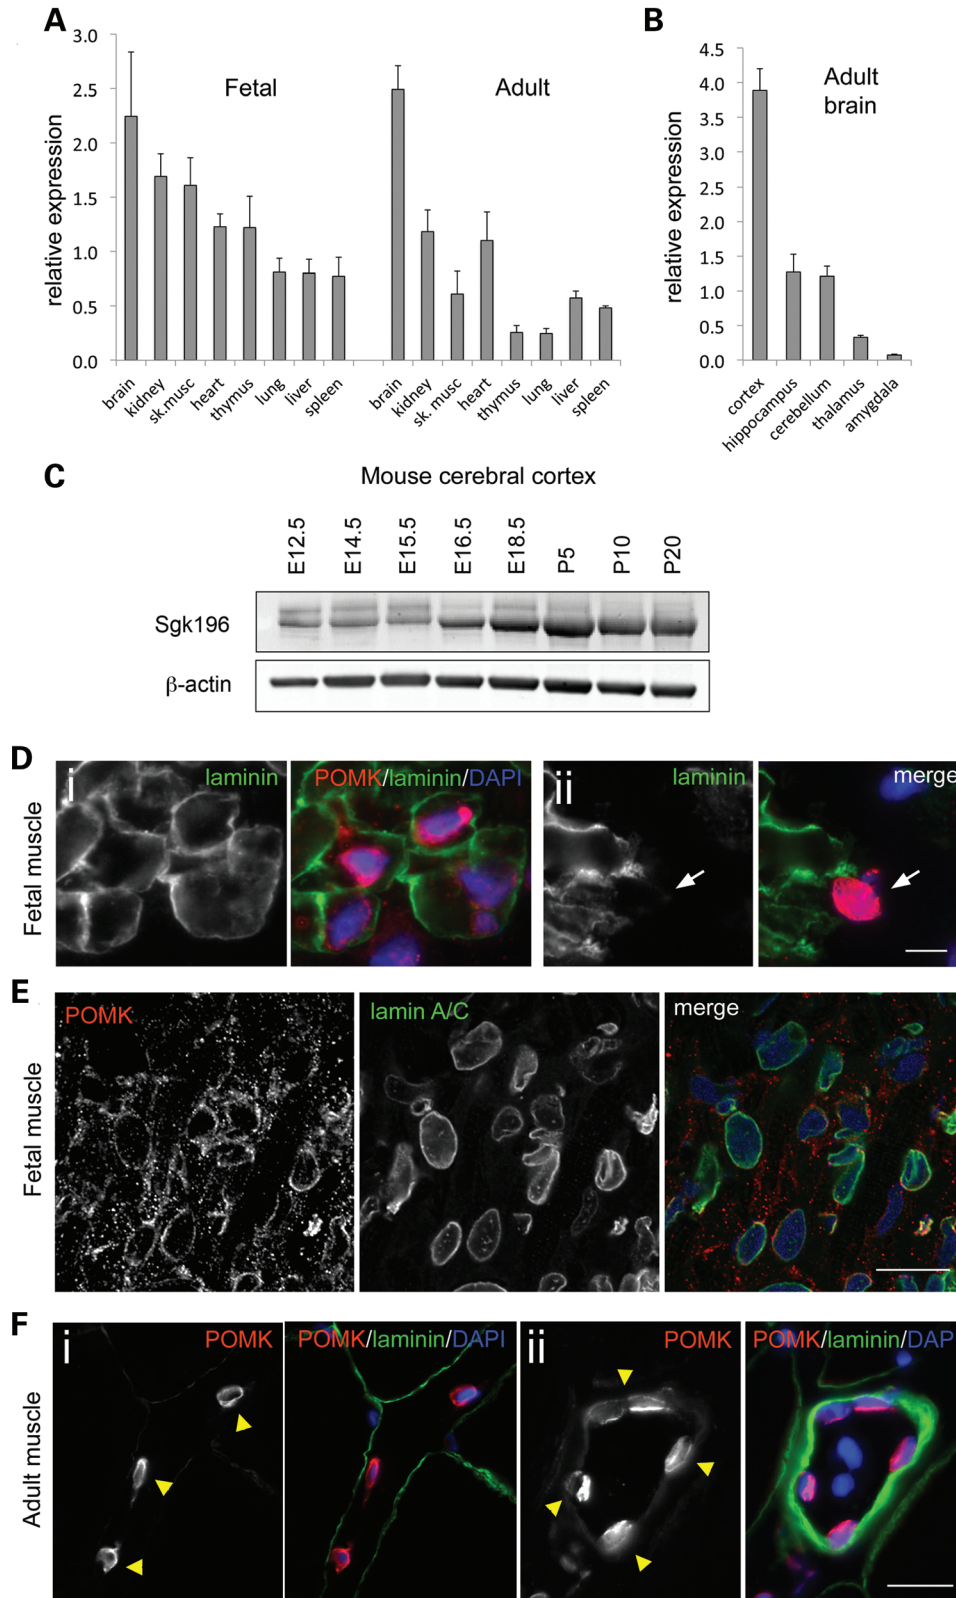 A
B
3.0
2.5
2.0
1.5
1.0
0.5
0.0
relative expression
Fetal
Adult
brain
kidney
sk.musc
heart
thymus
lung
liver
spleen
brain
kidney
sk. musc
heart
thymus
lung
liver
spleen
4.5
4.0
3.5
3.0
2.5
2.0
1.5
1.0
0.5
0.0
relative expression
Adult
brain
cortex
hippocampus
cerebellum
thalamus
amygdala
C
Mouse cerebral cortex
E12.5 E14.5 E15.5 E16.5 E18.5 P5 P10 P20
Sgk196
β-actin
D
Fetal muscle
i laminin POMK/laminin/DAPI ii laminin merge
E
Fetal muscle
POMK lamin A/C merge
F
Adult muscle
i POMK POMK/laminin/DAPI ii POMK POMK/laminin/DAP